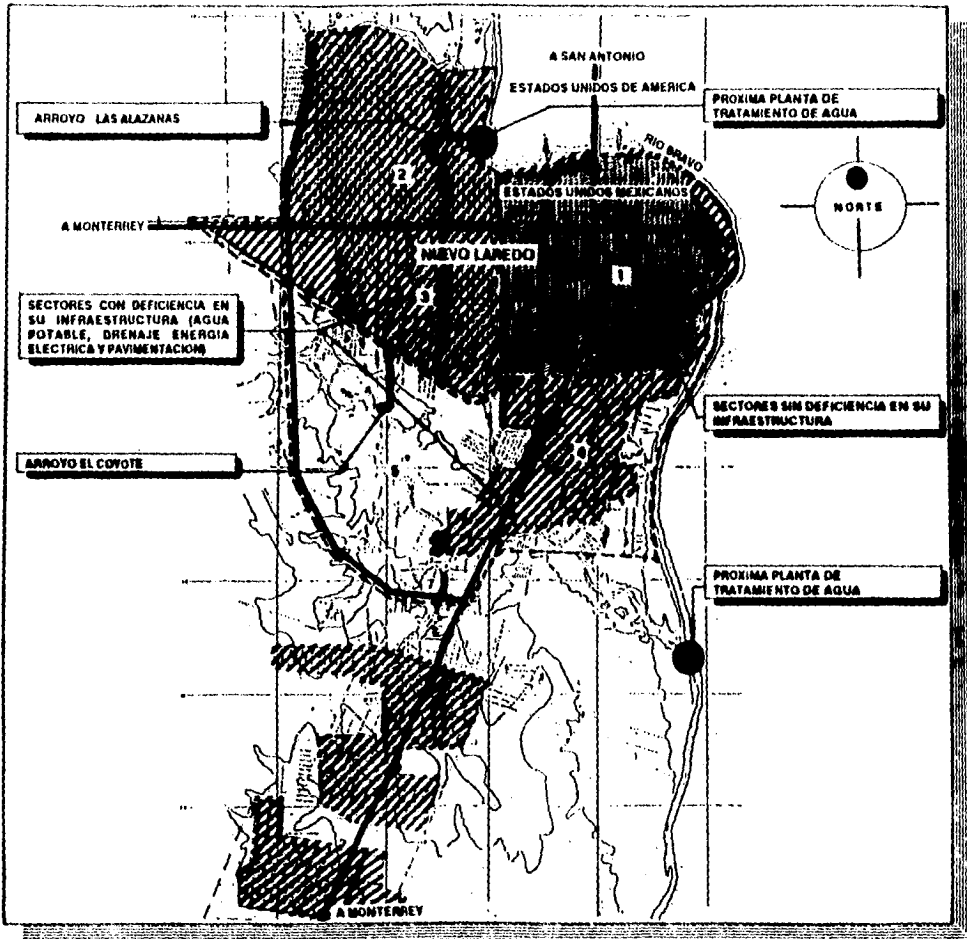 A SAN ANTONIO
ESTADOS UNIDOS DE AMERICA
PROXIMA PLANTA DE
TRATAMIENTO DE AGUA
ARROYO LAS ALAZANAS
RIO BRAVO
2
ESTADOS UNIDOS MEXICANOS
NORTE
A MONTERREY
NUEVO LAREDO
1
3
SECTORES CON DEFICIENCIA EN
SU INFRAESTRUCTURA (AGUA
POTABLE, DRENAJE ENERGIA
ELECTRICA Y PAVIMENTACION)
SECTORES SIN DEFICIENCIA EN SU
INFRAESTRUCTURA
4
ARROYO EL COYOTE
PROXIMA PLANTA DE
TRATAMIENTO DE AGUA
A MONTERREY